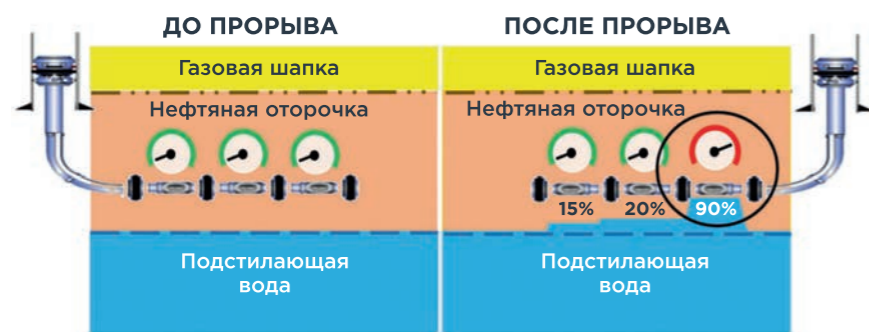 ДО ПРОРЫВА
Газовая шапка
Нефтяная оторочка
Подстилающая
вода
ПОСЛЕ ПРОРЫВА
Газовая шапка
Нефтяная оторочка
15% 20% 90%
Подстилающая
вода